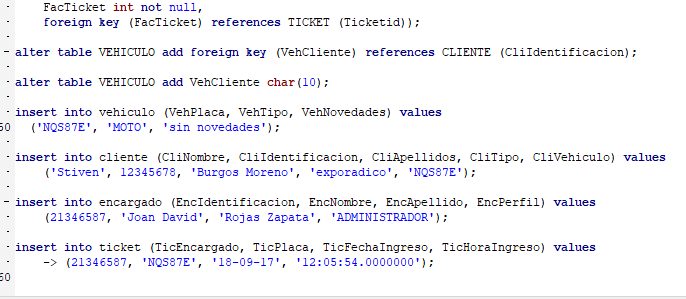 FacTicket int not null,
foreign key (FacTicket) references TICKET (Ticketid));
alter table VEHICULO add foreign key (VehCliente) references CLIENTE (CliIdentificacion);
alter table VEHICULO add VehCliente char(10);
insert into vehiculo (VehPlaca, VehTipo, VehNovedades) values
50 ('NQS87E', 'MOTO', 'sin novedades');
insert into cliente (CliNombre, CliIdentificacion, CliApellidos, CliTipo, CliVehiculo) values
('Stiven', 12345678, 'Burgos Moreno', 'exporadico', 'NQS87E');
insert into encargado (EncIdentificacion, EncNombre, EncApellido, EncPerfil) values
(21346587, 'Joan David', 'Rojas Zapata', 'ADMINISTRADOR');
insert into ticket (TicEncargado, TicPlaca, TicFechaIngreso, TicHoraIngreso) values
-> (21346587, 'NQS87E', '18-09-17', '12:05:54.0000000');
60